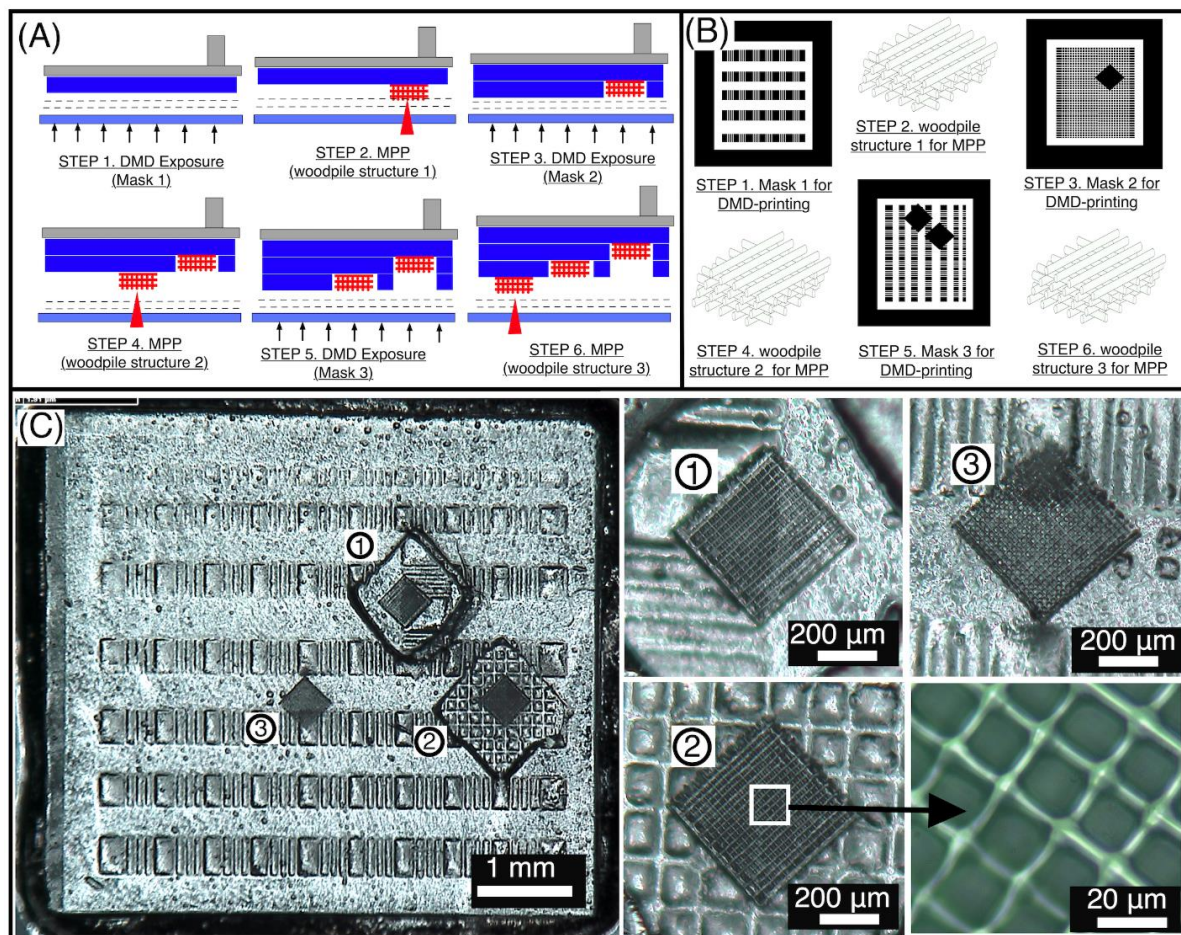 (A)
STEP 1. DMD Exposure
(Mask 1)
STEP 2. MPP
(woodpile structure 1)
STEP 3. DMD Exposure
(Mask 2)
STEP 4. MPP
(woodpile structure 2)
STEP 5. DMD Exposure
(Mask 3)
STEP 6. MPP
(woodpile structure 3)
(B)
STEP 1. Mask 1 for
DMD-printing
STEP 2. woodpile
structure 1 for MPP
STEP 3. Mask 2 for
DMD-printing
STEP 4. woodpile
structure 2 for MPP
STEP 5. Mask 3 for
DMD-printing
STEP 6. woodpile
structure 3 for MPP
(C)
①
②
③
1 mm
①
200 µm
③
200 µm
②
200 µm
20 µm